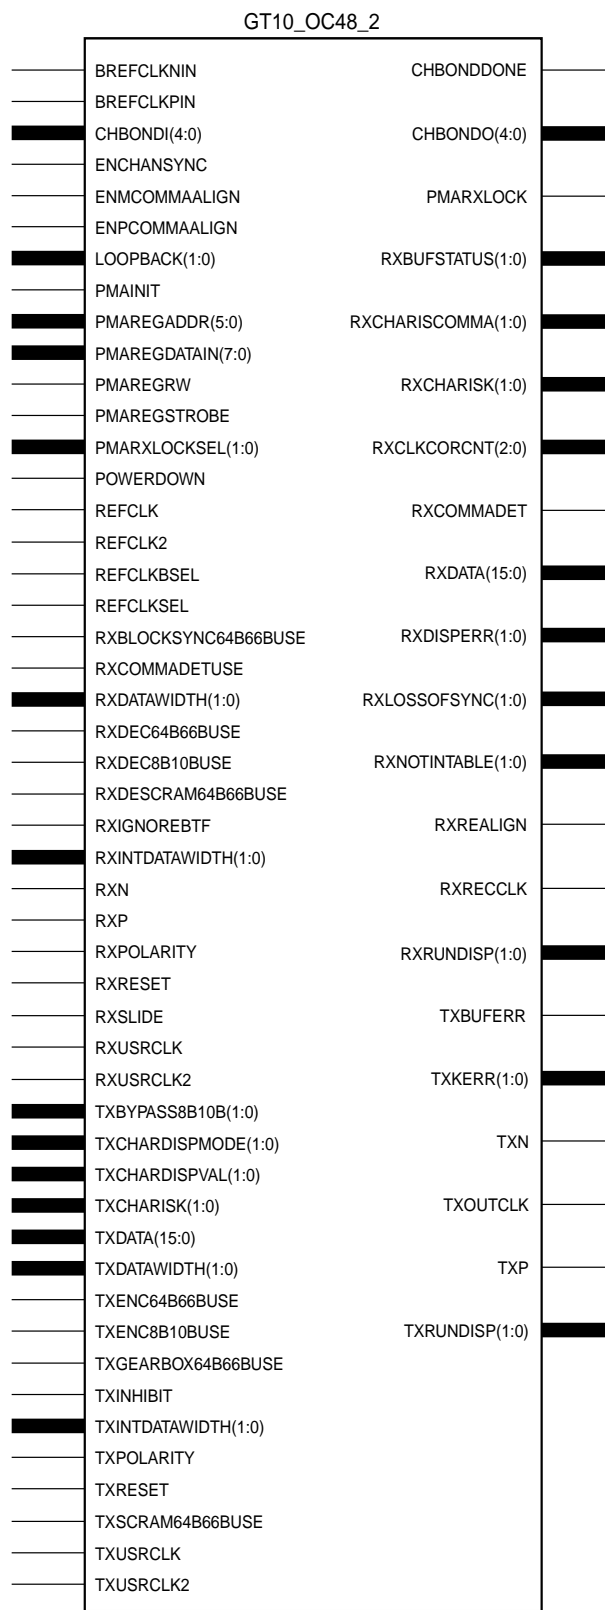 GT10_OC48_2
BREFCLKNIN CHBONDDONE
BREFCLKPIN
CHBONDI(4:0) CHBONDO(4:0)
ENCHANSYNC
ENMCOMMAALIGN PMARXLOCK
ENPCOMMAALIGN
LOOPBACK(1:0) RXBUFSTATUS(1:0)
PMAINIT
PMAREGADDR(5:0) RXCHARISCOMMA(1:0)
PMAREGDATAIN(7:0)
PMAREGRW RXCHARISK(1:0)
PMAREGSTROBE
PMARXLOCKSEL(1:0) RXCLKCORCNT(2:0)
POWERDOWN
REFCLK RXCOMMADET
REFCLK2
REFCLKBSEL RXDATA(15:0)
REFCLKSEL
RXBLOCKSYNC64B66BUSE RXDISPERR(1:0)
RXCOMMADETUSE
RXDATAWIDTH(1:0) RXLOSSOFSYNC(1:0)
RXDEC64B66BUSE
RXDEC8B10BUSE RXNOTINTABLE(1:0)
RXDESCRAM64B66BUSE
RXIGNOREBTF RXREALIGN
RXINTDATAWIDTH(1:0)
RXN RXRECCLK
RXP
RXPOLARITY RXRUNDISP(1:0)
RXRESET
RXSLIDE TXBUFERR
RXUSRCLK
RXUSRCLK2 TXKERR(1:0)
TXBYPASS8B10B(1:0)
TXCHARDISPMODE(1:0) TXN
TXCHARDISPVAL(1:0)
TXCHARISK(1:0) TXOUTCLK
TXDATA(15:0)
TXDATAWIDTH(1:0) TXP
TXENC64B66BUSE
TXENC8B10BUSE TXRUNDISP(1:0)
TXGEARBOX64B66BUSE
TXINHIBIT
TXINTDATAWIDTH(1:0)
TXPOLARITY
TXRESET
TXSCRAM64B66BUSE
TXUSRCLK
TXUSRCLK2